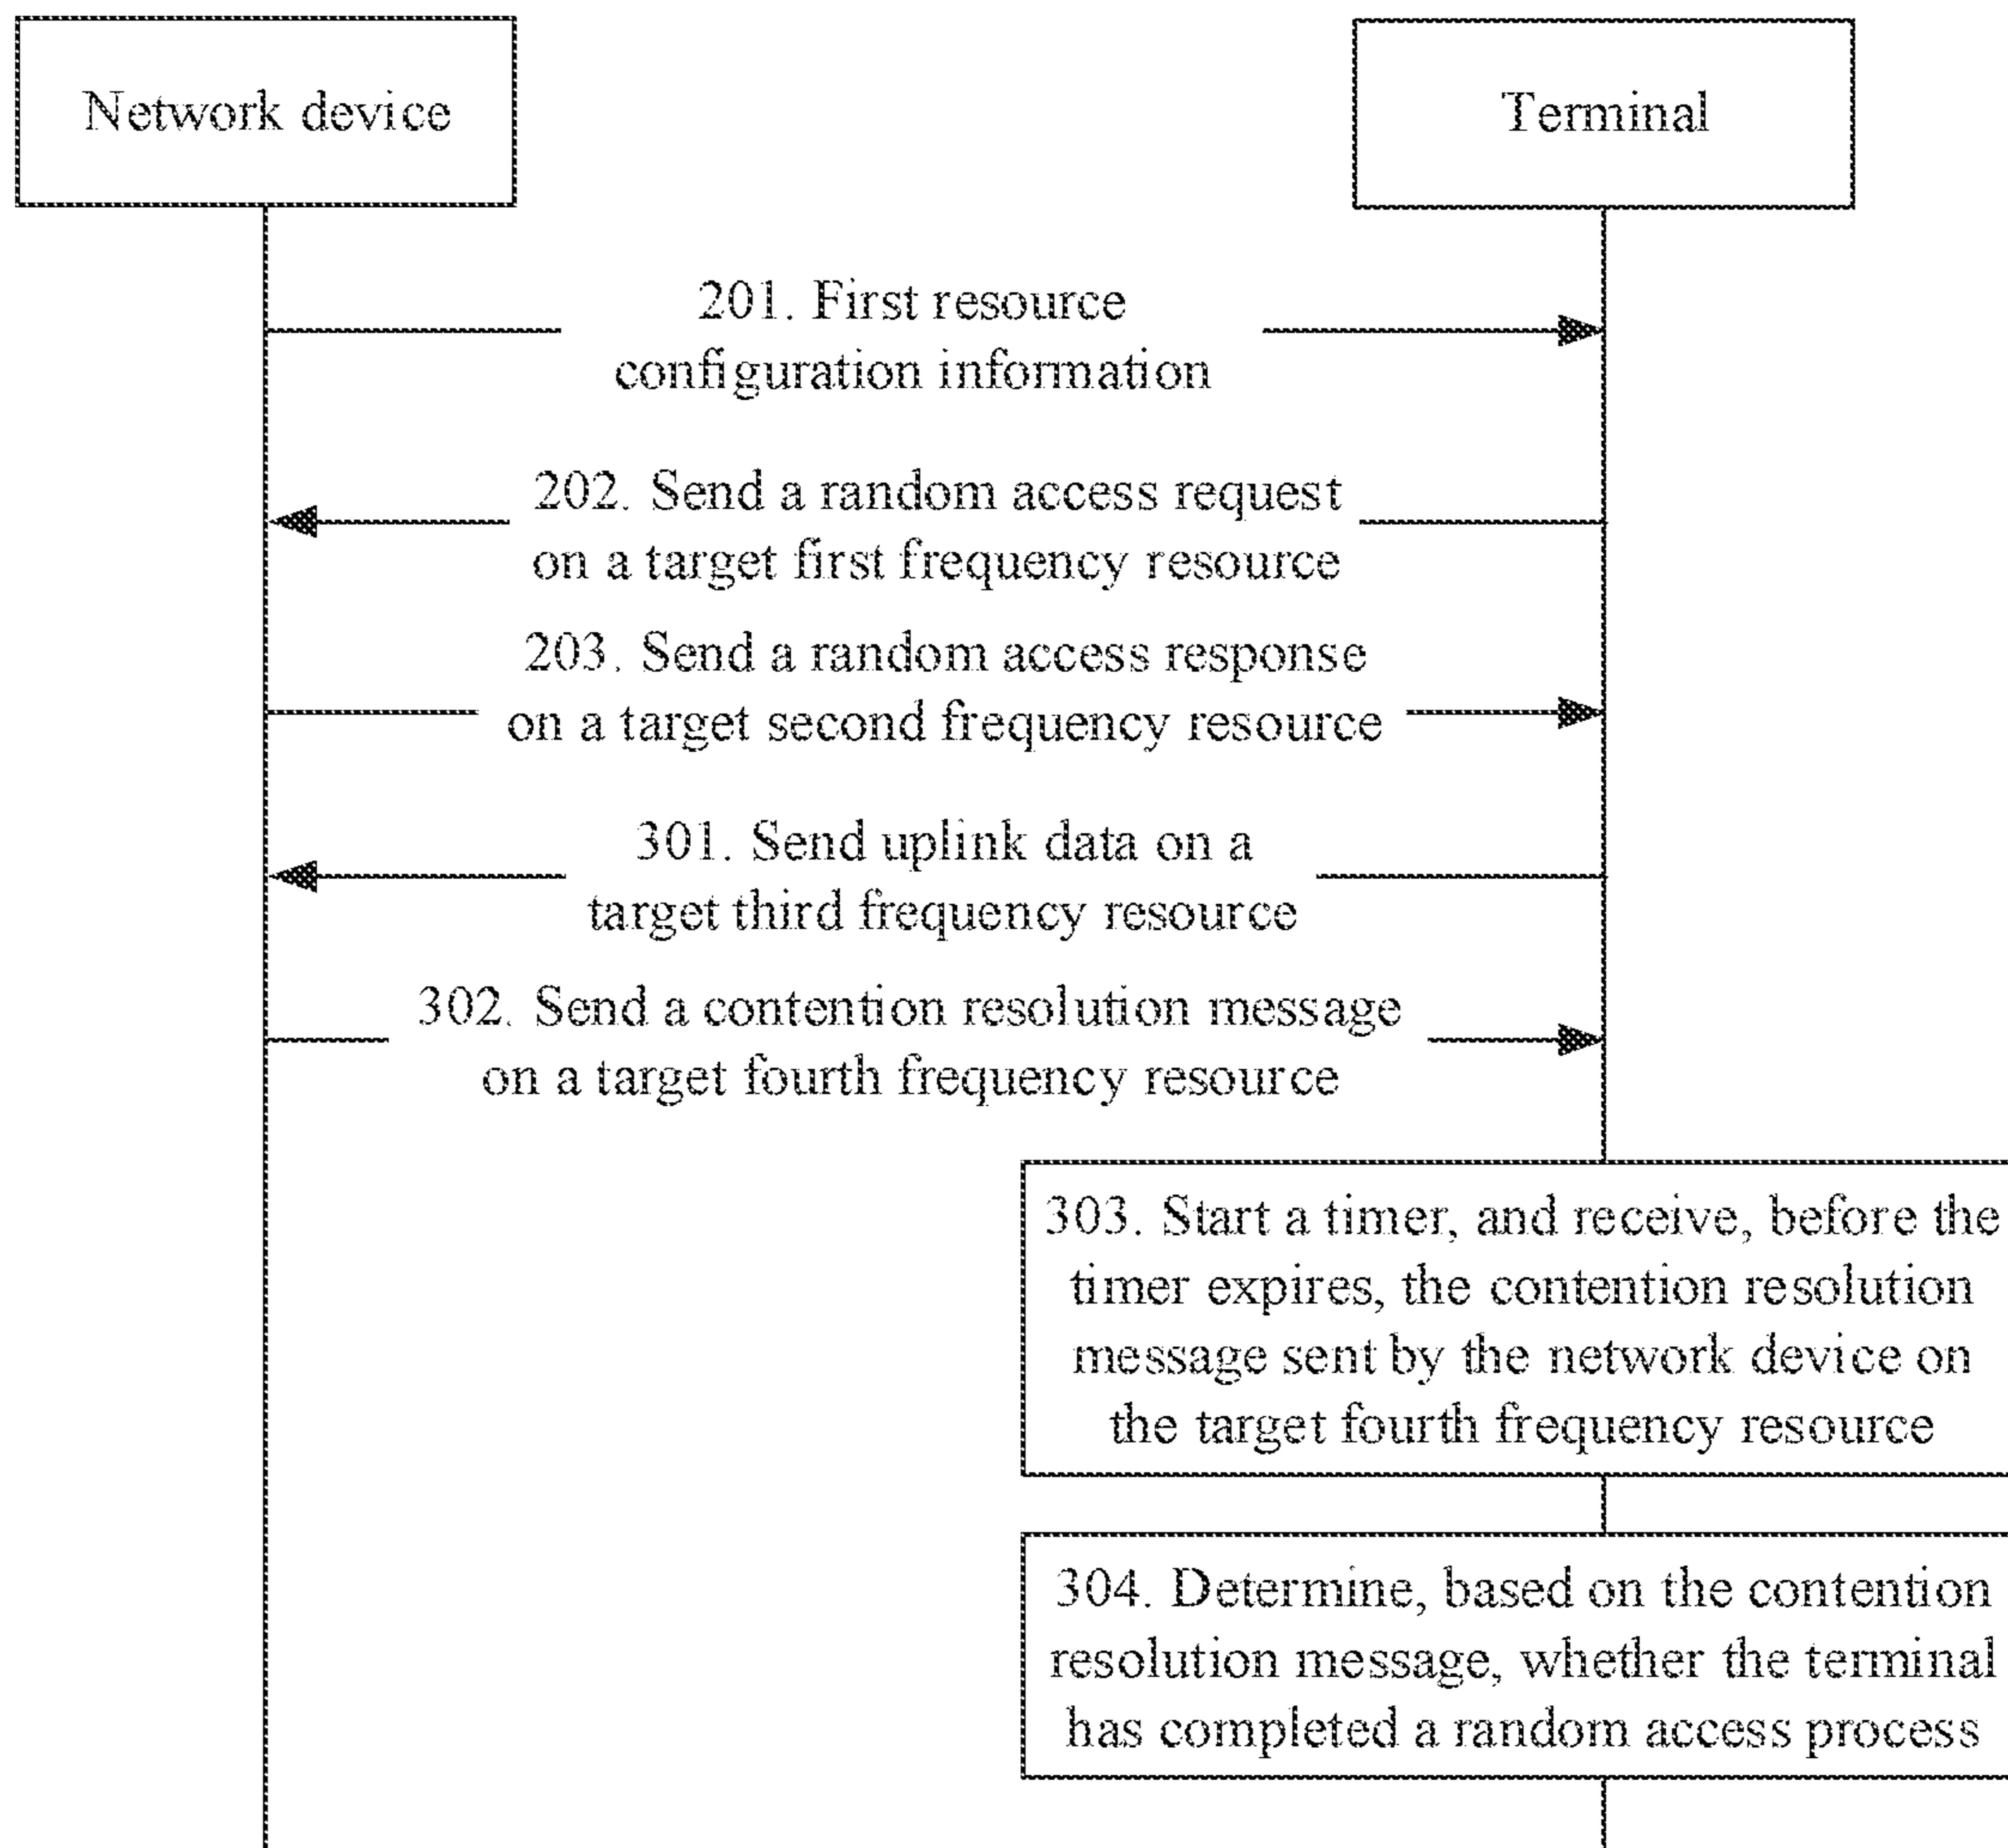 Network device
Terminal
201. First resource
configuration information
202. Send a random access request
on a target first frequency resource
203. Send a random access response
on a target second frequency resource
301. Send uplink data on a
target third frequency resource
302. Send a contention resolution message
on a target fourth frequency resource
303. Start a timer, and receive, before the
timer expires, the contention resolution
message sent by the network device on
the target fourth frequency resource
304. Determine, based on the contention
resolution message, whether the terminal
has completed a random access process